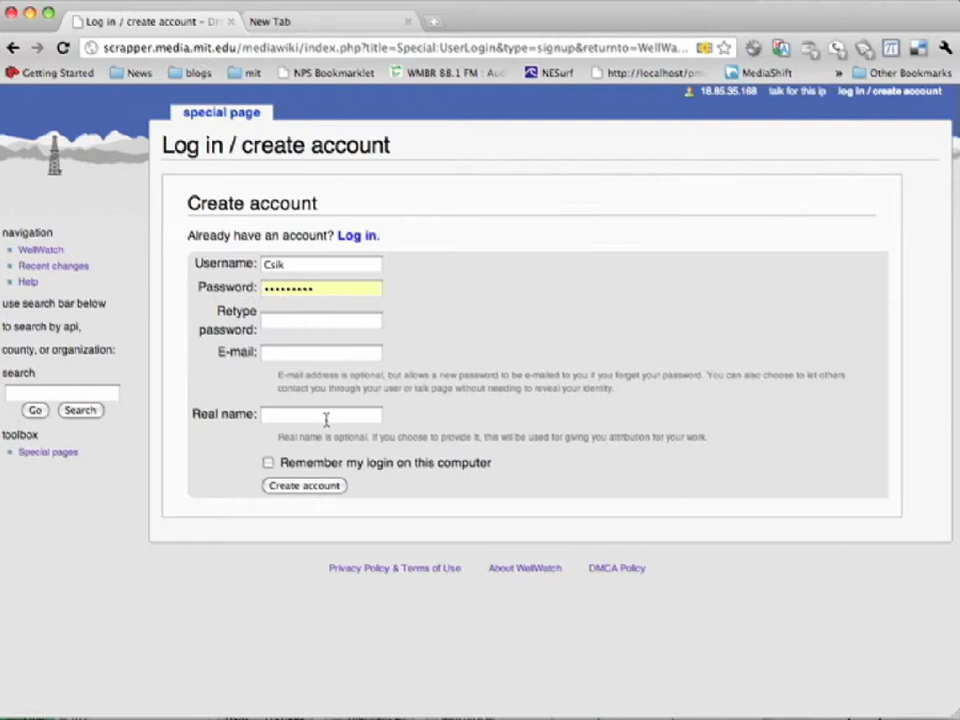 Log in / create account – Dr
New Tab
scrapper.media.mit.edu/mediawiki/index.php?title=Special:UserLogin&type=signup&returnto=WellWa...
Getting Started
News
blogs
mit
NPS Bookmarklet
WMBR 88.1 FM : Au
NESurf
http://localhost/pm
MediaShift
»
Other Bookmarks
18.85.35.168 talk for this ip log in / create account
special page
Log in / create account
Create account
Already have an account? Log in.
Username: Csik
Password: •••••••••
Retype
password:
E-mail:
E-mail address is optional, but allows a new password to be e-mailed to you if you forget your password. You can also choose to let others
contact you through your user or talk page without needing to reveal your identity.
Real name:
Real name is optional. If you choose to provide it, this will be used for giving you attribution for your work.
Remember my login on this computer
Create account
navigation
WellWatch
Recent changes
Help
use search bar below
to search by api,
county, or organization:
search
Go Search
toolbox
Special pages
Privacy Policy & Terms of Use About WellWatch DMCA Policy